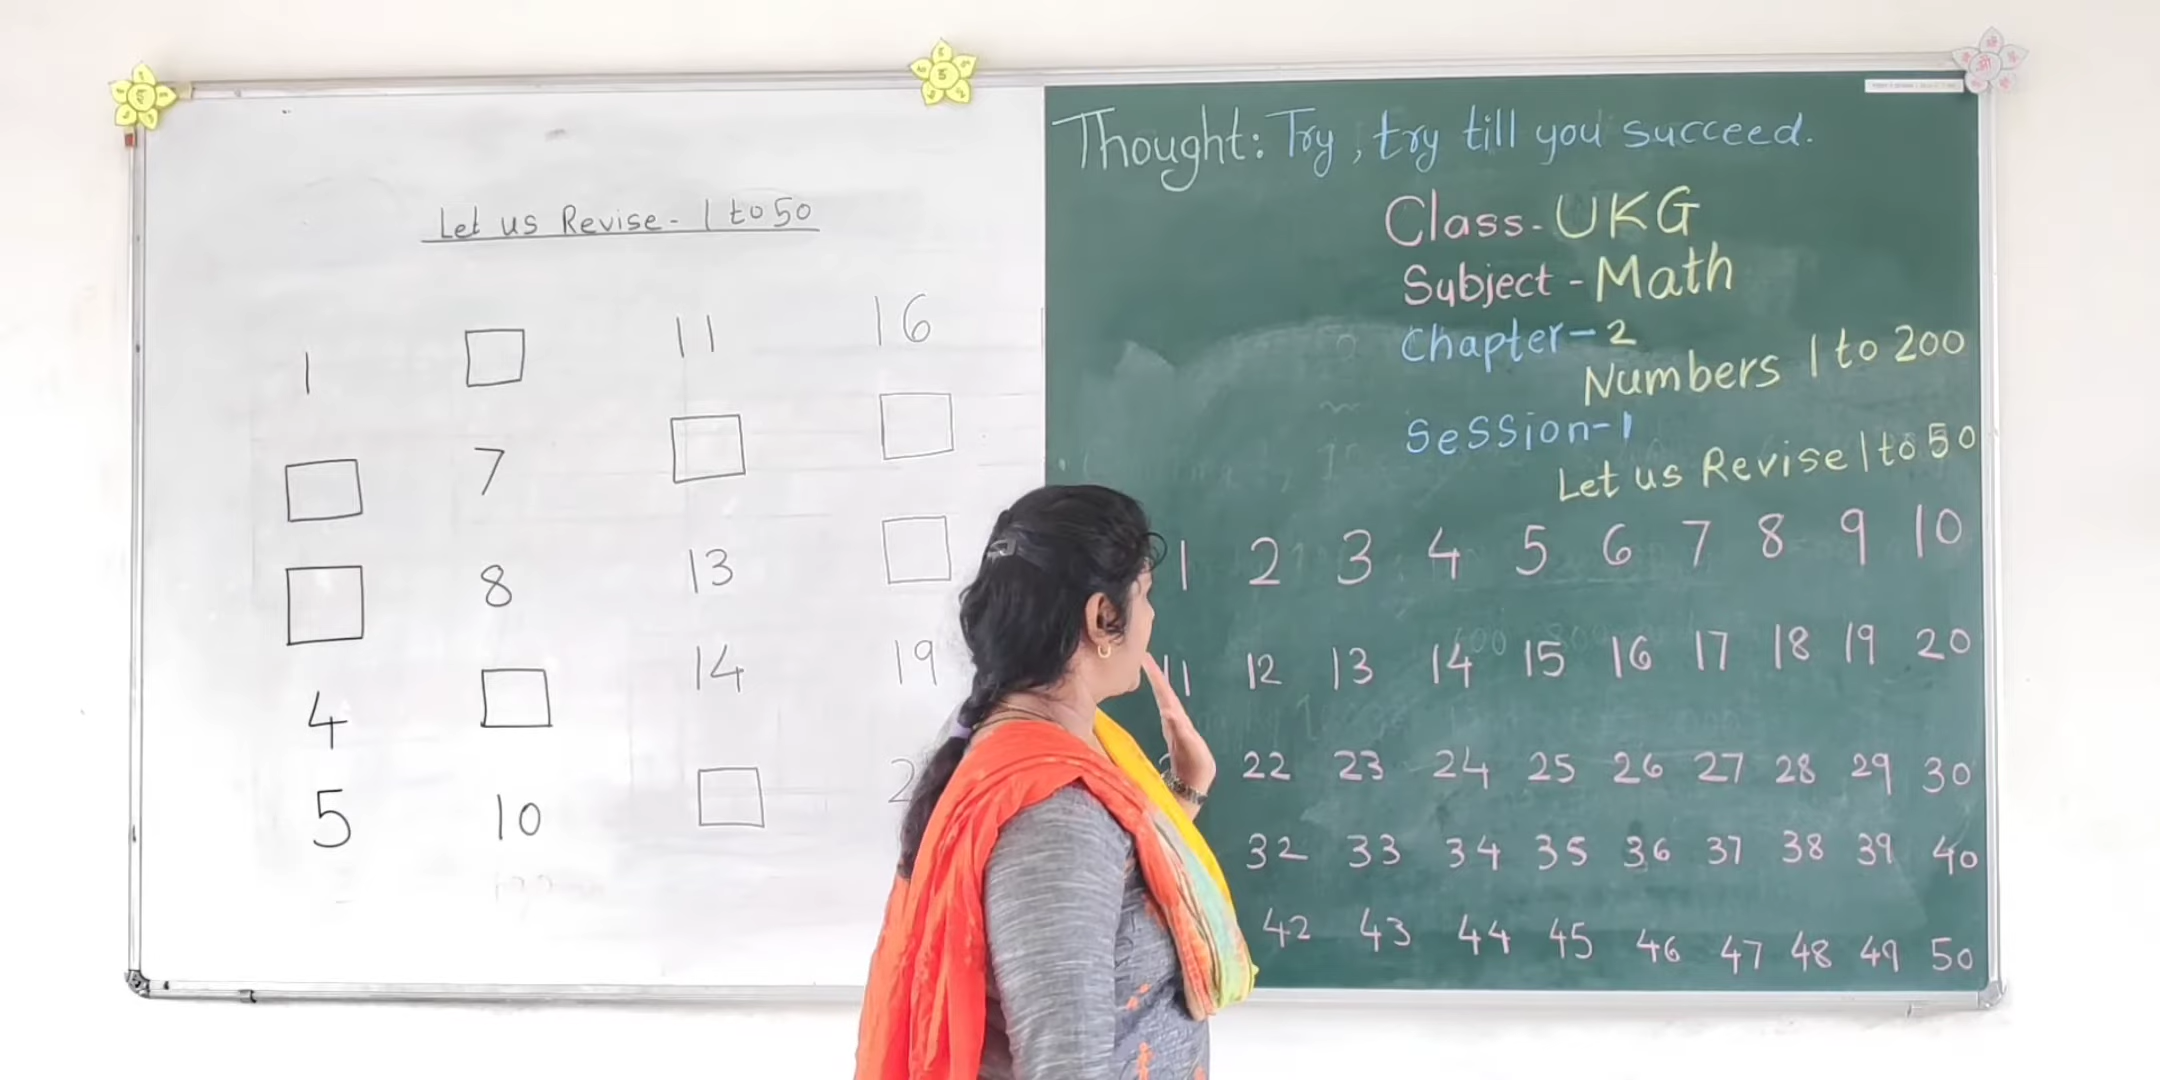 Let us Revise - 1 to 50
1 11 16
7
8 13
4 14 19
5 10 2
Thought: Try, try till you succeed.
Class - UKG
Subject - Math
Chapter - 2
Numbers 1 to 200
Session - 1
Let us Revise 1 to 50
1 2 3 4 5 6 7 8 9 10
11 12 13 14 15 16 17 18 19 20
22 23 24 25 26 27 28 29 30
32 33 34 35 36 37 38 39 40
42 43 44 45 46 47 48 49 50